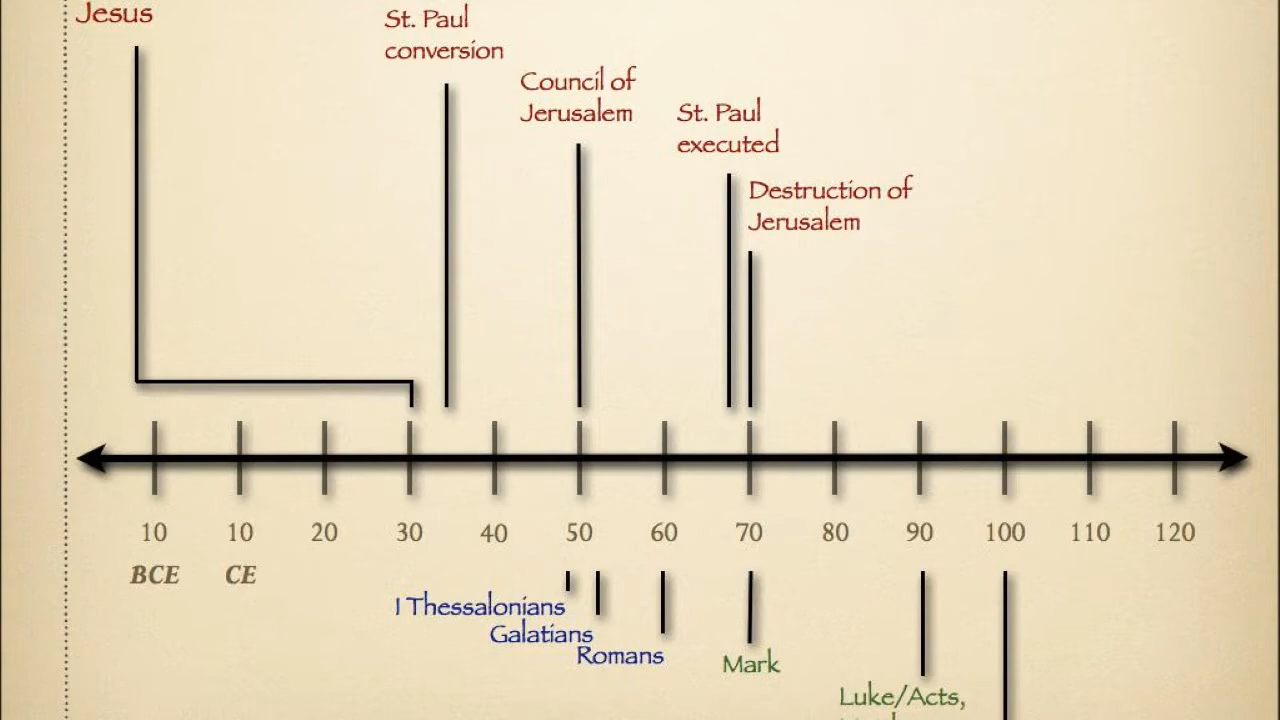 Jesus
St. Paul
conversion
Council of
Jerusalem
St. Paul
executed
Destruction of
Jerusalem
10 10 20 30 40 50 60 70 80 90 100 110 120
BCE CE
I Thessalonians
Galatians
Romans
Mark
Luke/Acts,